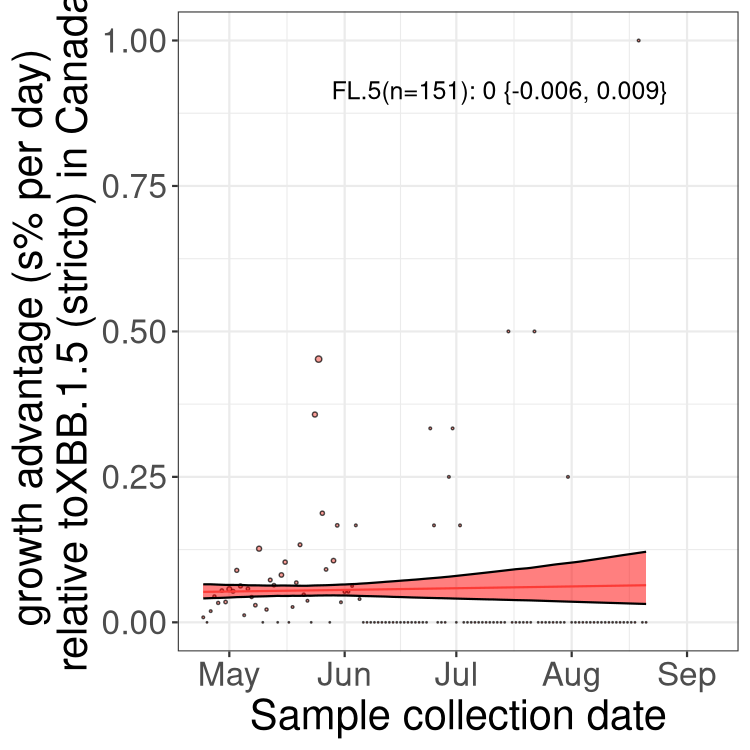 growth advantage (s% per day)
relative toXBB.1.5 (stricto) in Canada
1.00
0.75
0.50
0.25
0.00
FL.5(n=151): 0 {-0.006, 0.009}
May Jun Jul Aug Sep
Sample collection date